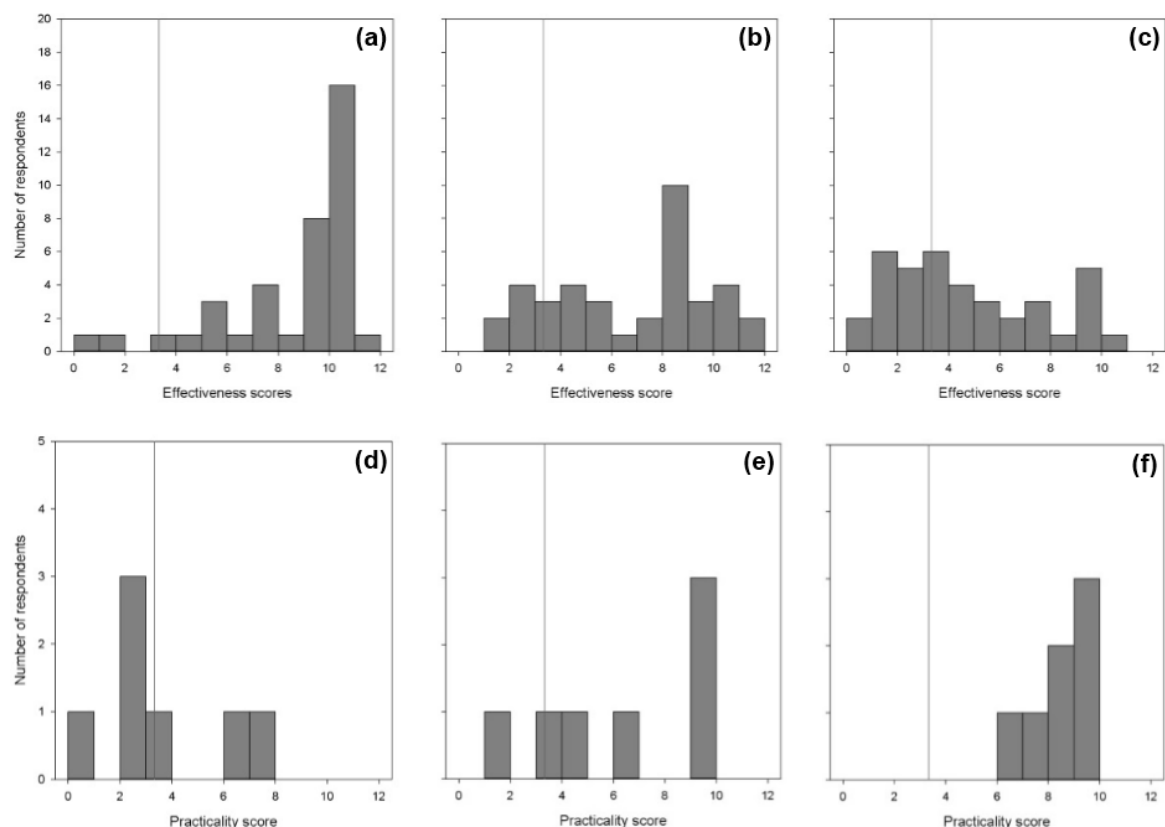 (a)
(b)
(c)
Number of respondents
20
18
16
14
12
10
8
6
4
2
0
0 2 4 6 8 10 12
0 2 4 6 8 10 12
0 2 4 6 8 10 12
Effectiveness scores
Effectiveness score
Effectiveness score
(d)
(e)
(f)
Number of respondents
5
4
3
2
1
0
0 2 4 6 8 10 12
0 2 4 6 8 10 12
0 2 4 6 8 10 12
Practicality score
Practicality score
Practicality score